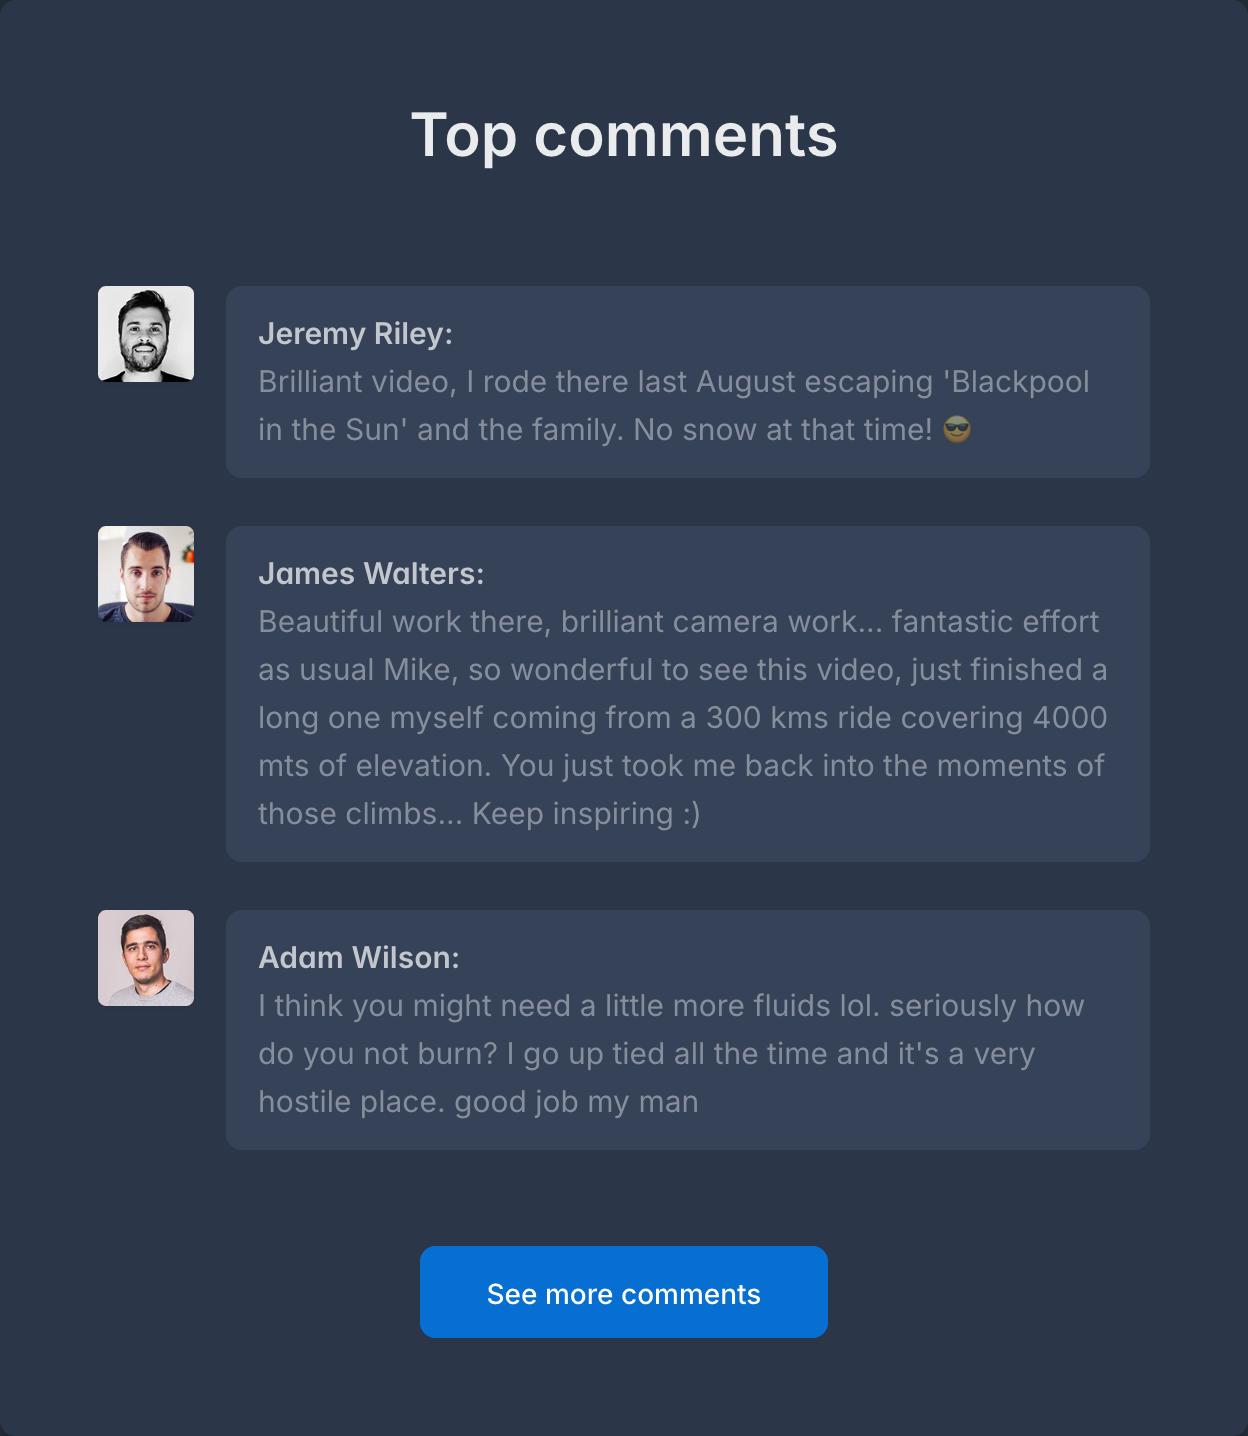 Top comments
Jeremy Riley:
Brilliant video, I rode there last August escaping 'Blackpool
in the Sun' and the family. No snow at that time! 😎
James Walters:
Beautiful work there, brilliant camera work... fantastic effort
as usual Mike, so wonderful to see this video, just finished a
long one myself coming from a 300 kms ride covering 4000
mts of elevation. You just took me back into the moments of
those climbs... Keep inspiring :)
Adam Wilson:
I think you might need a little more fluids lol. seriously how
do you not burn? I go up tied all the time and it's a very
hostile place. good job my man
See more comments